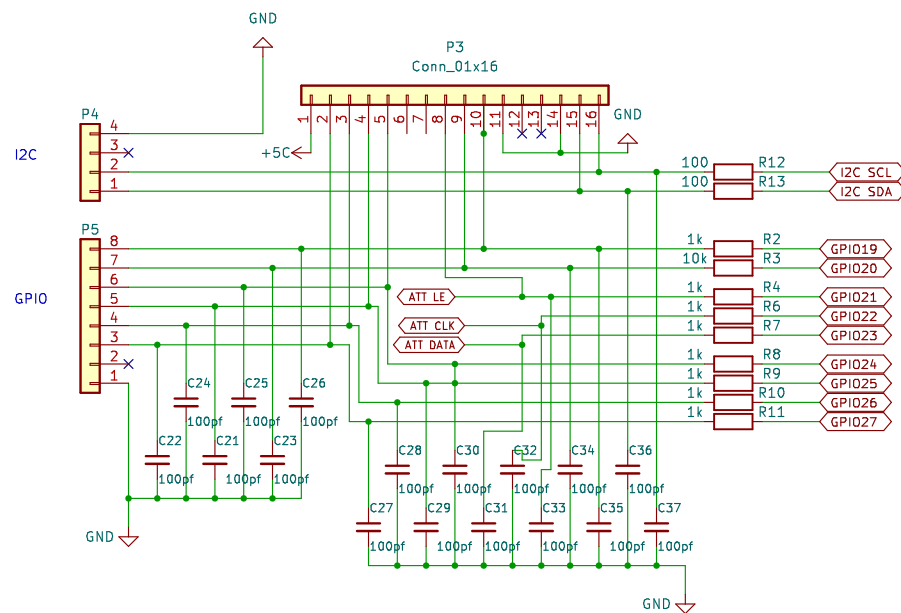 GND
P3
Conn_01x16
1 2 3 4 5 6 7 8 9 10 11 12 13 14 15 16
GND
+5C
P4
4
3
2
1
I2C
100 R12 I2C SCL
100 R13 I2C SDA
P5
8
7
6
5
4
3
2
1
GPIO
1k R2 GPIO19
10k R3 GPIO20
ATT LE
1k R4 GPIO21
ATT CLK
1k R6 GPIO22
ATT DATA
1k R7 GPIO23
1k R8 GPIO24
1k R9 GPIO25
1k R10 GPIO26
1k R11 GPIO27
C24 C25 C26
100pf 100pf 100pf
C22 C21 C23
100pf 100pf 100pf
C28 C30 C32 C34 C36
100pf 100pf 100pf 100pf 100pf
C27 C29 C31 C33 C35 C37
100pf 100pf 100pf 100pf 100pf 100pf
GND
GND